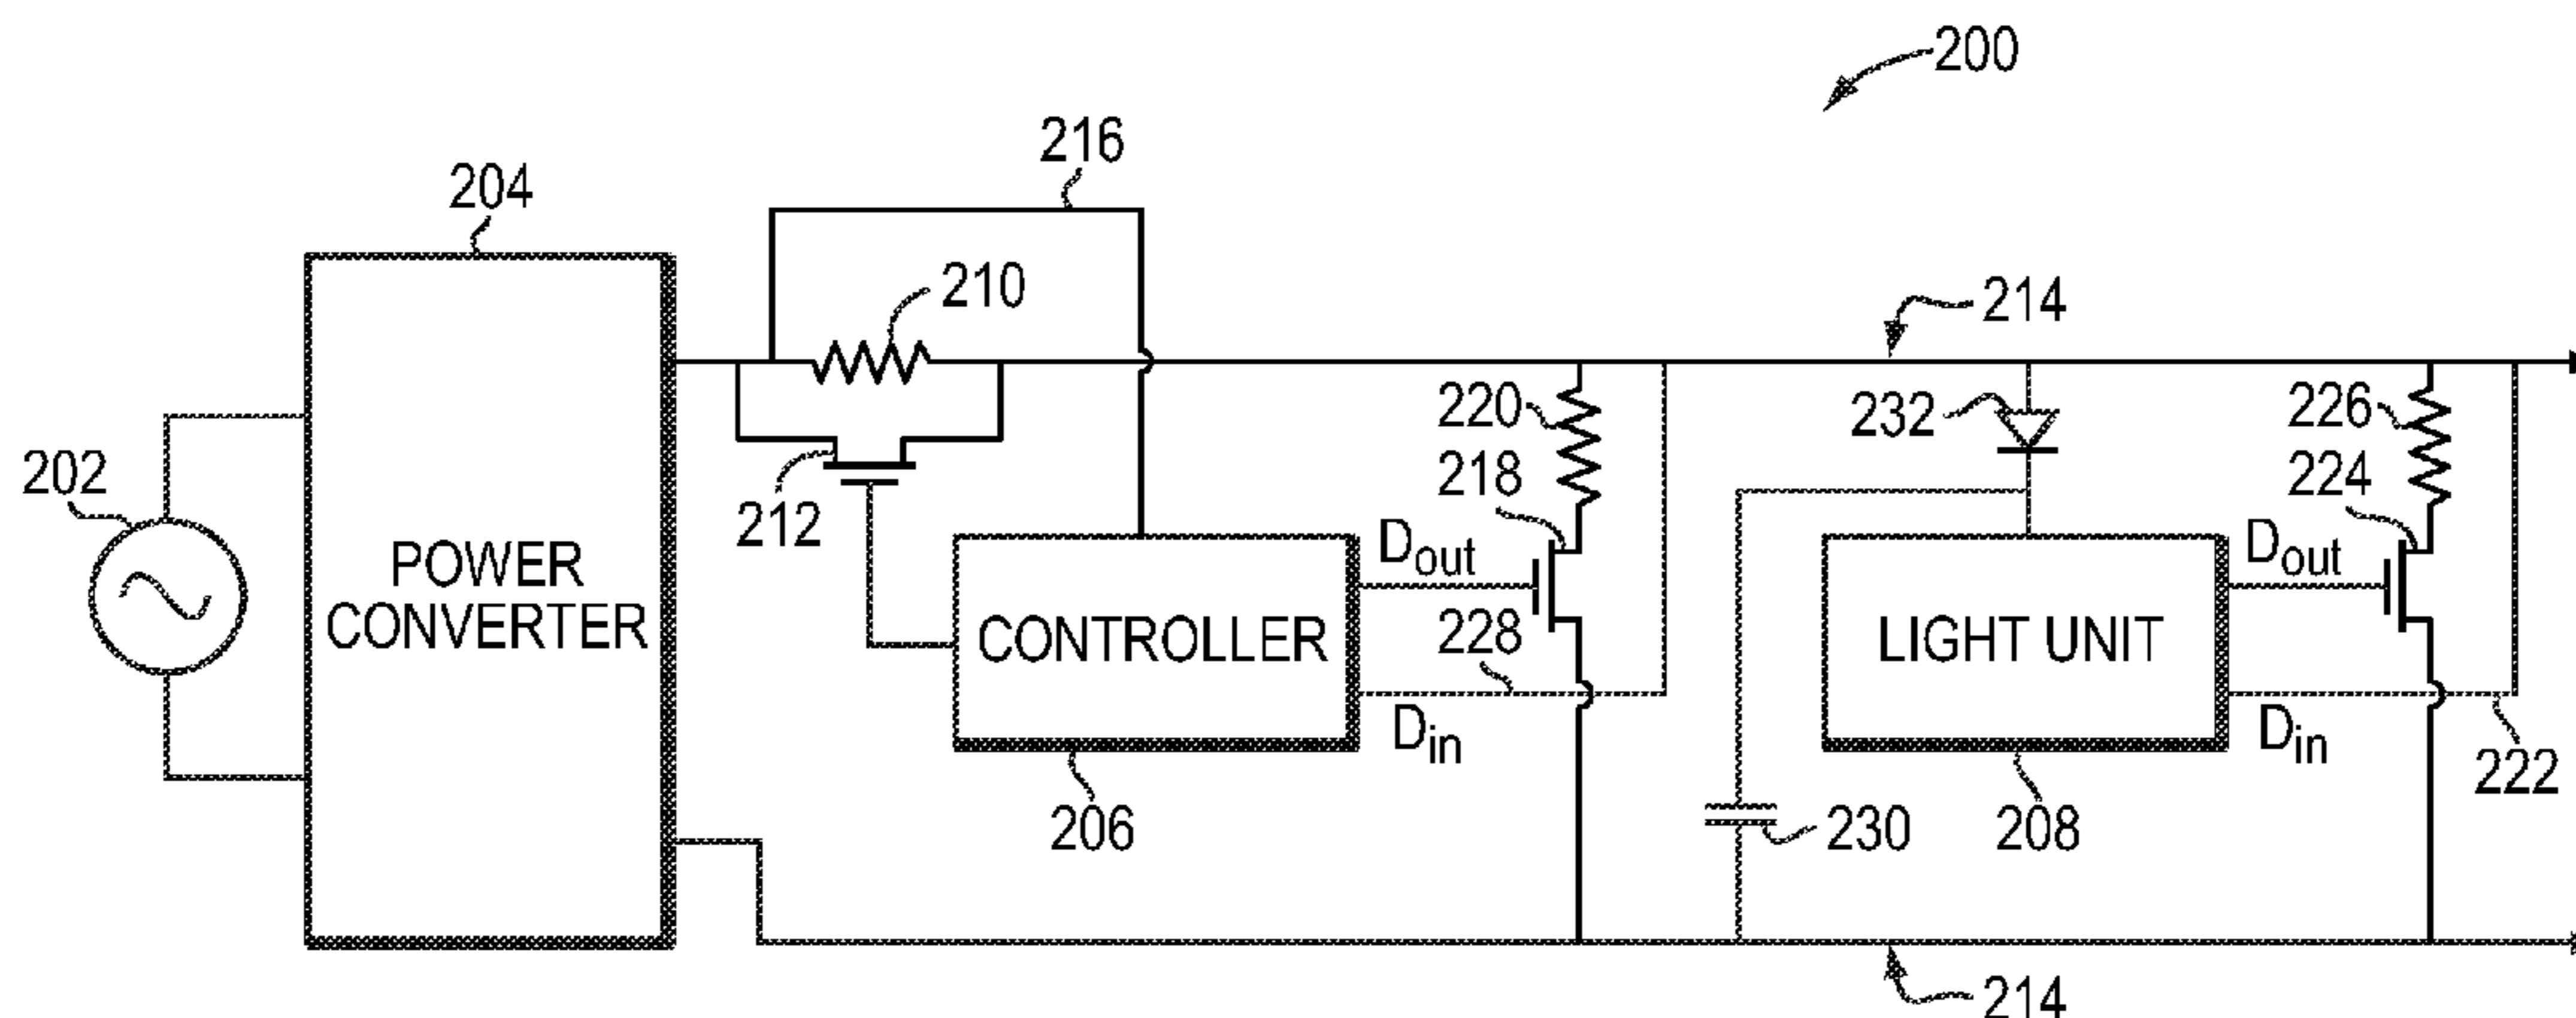 200
216
204
210
214
220
232
226
202
218
224
212
POWER
CONVERTER
Dout
Dout
228
CONTROLLER
LIGHT UNIT
Din
Din
222
206
230
208
214